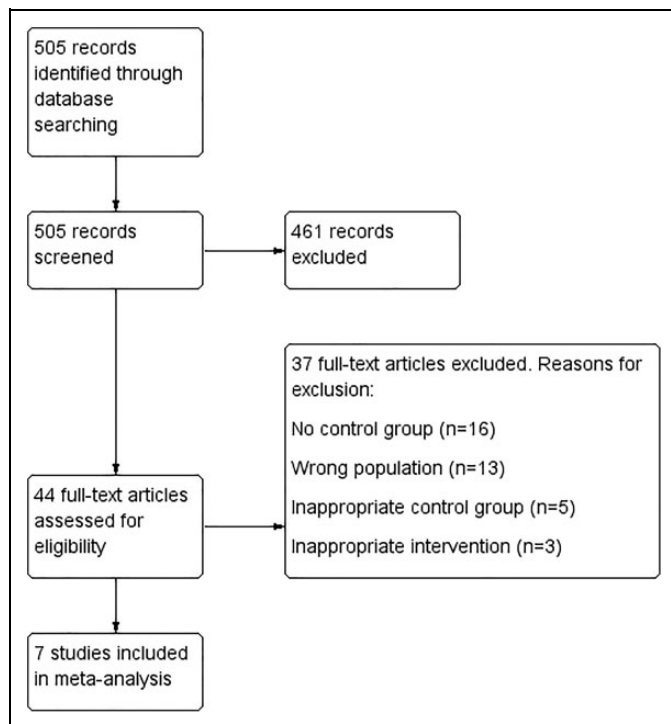 505 records
identified through
database
searching
505 records
screened
461 records
excluded
44 full-text articles
assessed for
eligibility
37 full-text articles excluded. Reasons for
exclusion:
No control group (n=16)
Wrong population (n=13)
Inappropriate control group (n=5)
Inappropriate intervention (n=3)
7 studies included
in meta-analysis